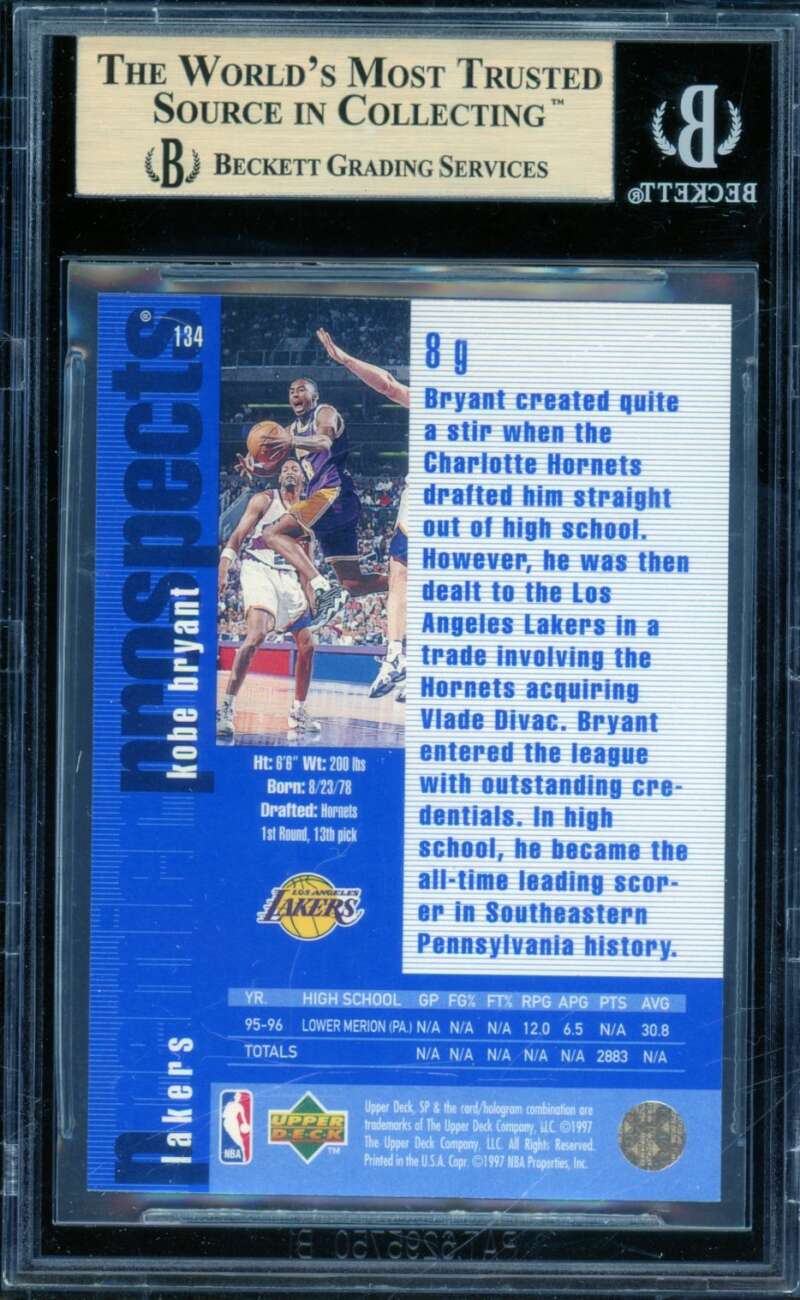 THE WORLD'S MOST TRUSTED
SOURCE IN COLLECTING™
B BECKETT GRADING SERVICES
B
BECKETT®
prospects®
134
kobe bryant
lakers
8 g
Bryant created quite
a stir when the
Charlotte Hornets
drafted him straight
out of high school.
However, he was then
dealt to the Los
Angeles Lakers in a
trade involving the
Hornets acquiring
Vlade Divac. Bryant
entered the league
with outstanding cre-
dentials. In high
school, he became the
all-time leading scor-
er in Southeastern
Pennsylvania history.
Ht: 6'6" Wt: 200 lbs
Born: 8/23/78
Drafted: Hornets
1st Round, 13th pick
LOS ANGELES
LAKERS
YR. HIGH SCHOOL GP FG% FT% RPG APG PTS AVG
95-96 LOWER MERION (PA.) N/A N/A N/A 12.0 6.5 N/A 30.8
TOTALS N/A N/A N/A N/A N/A 2883 N/A
NBA
UPPER
DECK™
Upper Deck, SP & the card/hologram combination are
trademarks of The Upper Deck Company, LLC. ©1997
The Upper Deck Company, LLC. All Rights Reserved.
Printed in the U.S.A. Copr. ©1997 NBA Properties, Inc.